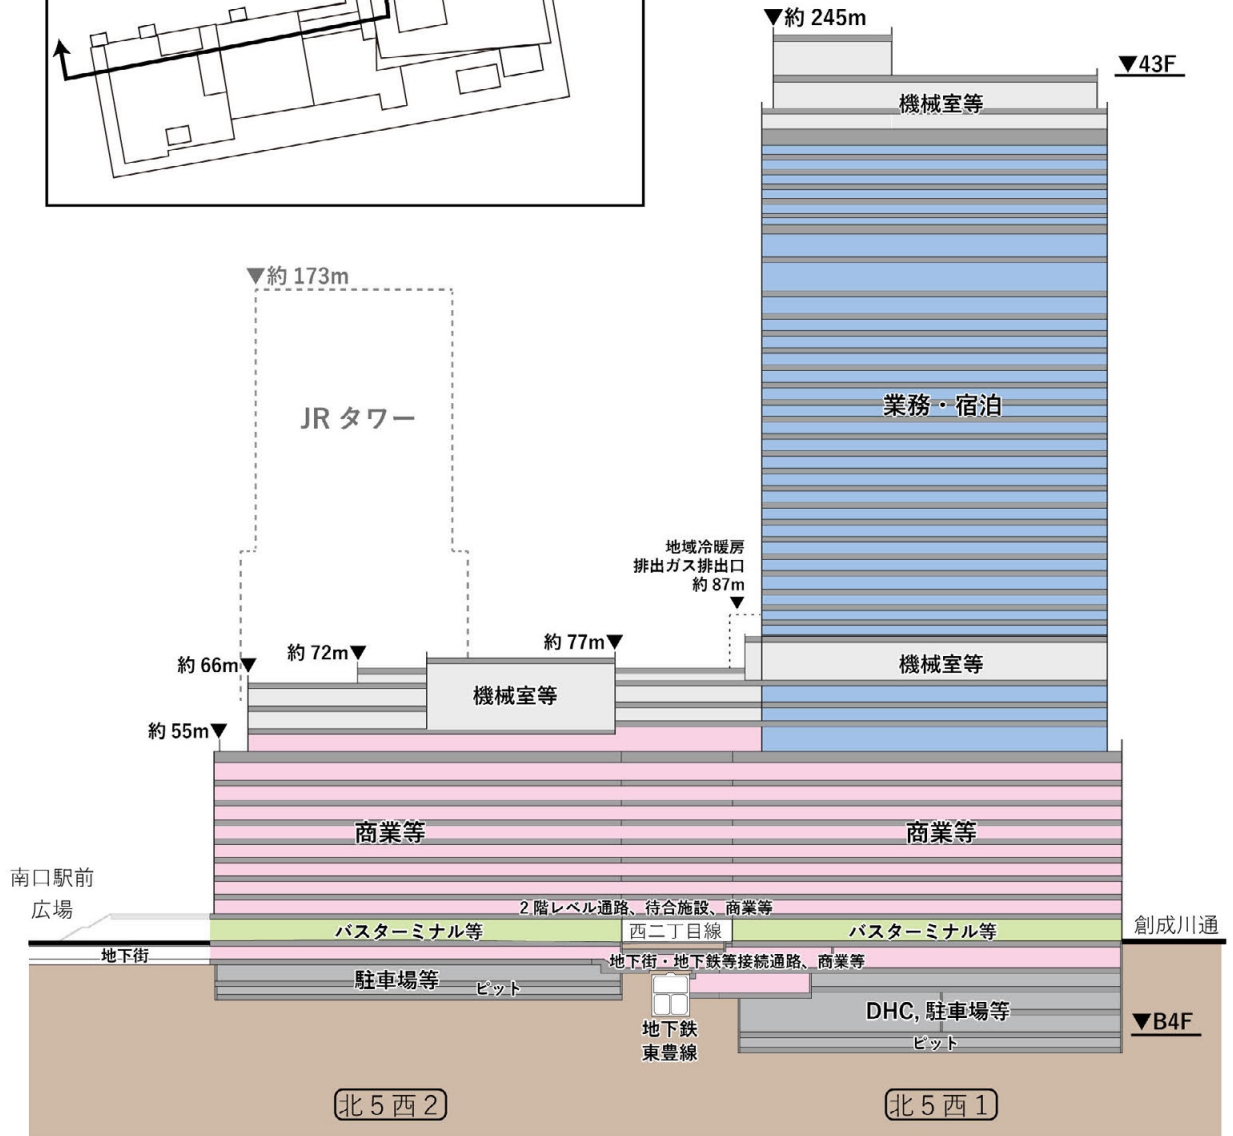 ▼約 245m
▼43F
機械室等
▼約 173m
JR タワー
業務・宿泊
地域冷暖房
排出ガス排出口
約 87m
▼
約 77m▼
約 72m▼
約 66m▼
機械室等
機械室等
約 55m▼
商業等
商業等
南口駅前
広場
2 階レベル通路、待合施設、商業等
バスターミナル等
西二丁目線
バスターミナル等
創成川通
地下街
地下街・地下鉄等接続通路、商業等
駐車場等
ピット
DHC, 駐車場等
▼B4F
地下鉄
東豊線
ピット
北５西２
北５西１